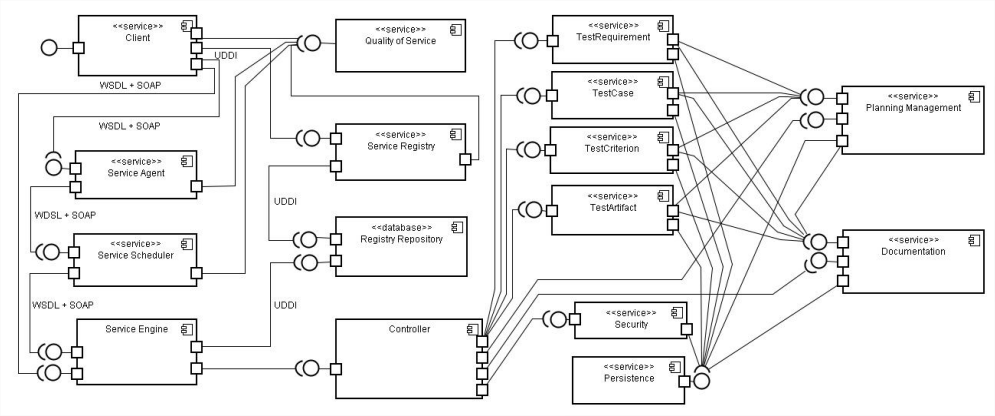 <<service>>
Client
<<service>>
Quality of Service
<<service>>
TestRequirement
UDDI
WSDL + SOAP
<<service>>
TestCase
<<service>>
Planning Management
WSDL + SOAP
<<service>>
Service Registry
<<service>>
TestCriterion
<<service>>
Service Agent
<<service>>
TestArtifact
UDDI
WDSL + SOAP
<<database>>
Registry Repository
<<service>>
Service Scheduler
<<service>>
Documentation
WSDL + SOAP
UDDI
Service Engine
Controller
<<service>>
Security
<<service>>
Persistence